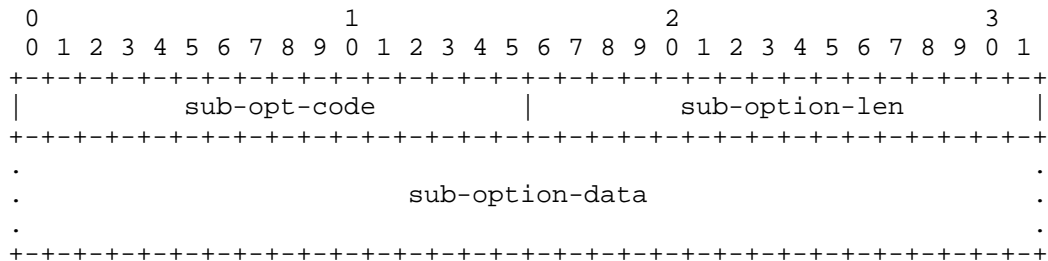 0                   1                   2                   3
 0 1 2 3 4 5 6 7 8 9 0 1 2 3 4 5 6 7 8 9 0 1 2 3 4 5 6 7 8 9 0 1
+-+-+-+-+-+-+-+-+-+-+-+-+-+-+-+-+-+-+-+-+-+-+-+-+-+-+-+-+-+-+-+-+
|          sub-opt-code         |         sub-option-len        |
+-+-+-+-+-+-+-+-+-+-+-+-+-+-+-+-+-+-+-+-+-+-+-+-+-+-+-+-+-+-+-+-+
.                                                               .
.                        sub-option-data                        .
.                                                               .
+-+-+-+-+-+-+-+-+-+-+-+-+-+-+-+-+-+-+-+-+-+-+-+-+-+-+-+-+-+-+-+-+